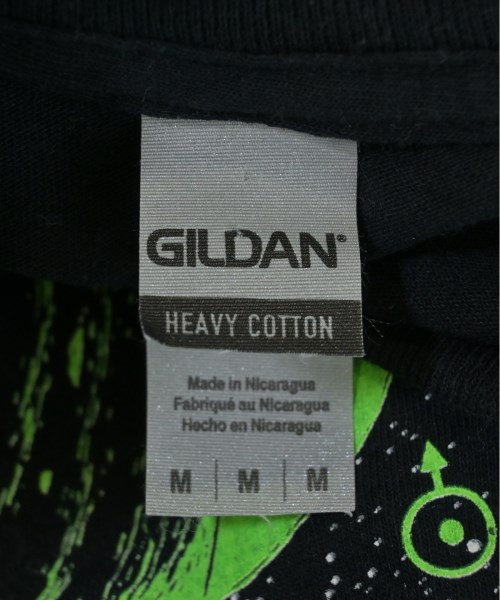 GILDAN®
HEAVY COTTON
Made in Nicaragua
Fabriqué au Nicaragua
Hecho en Nicaragua
M | M | M